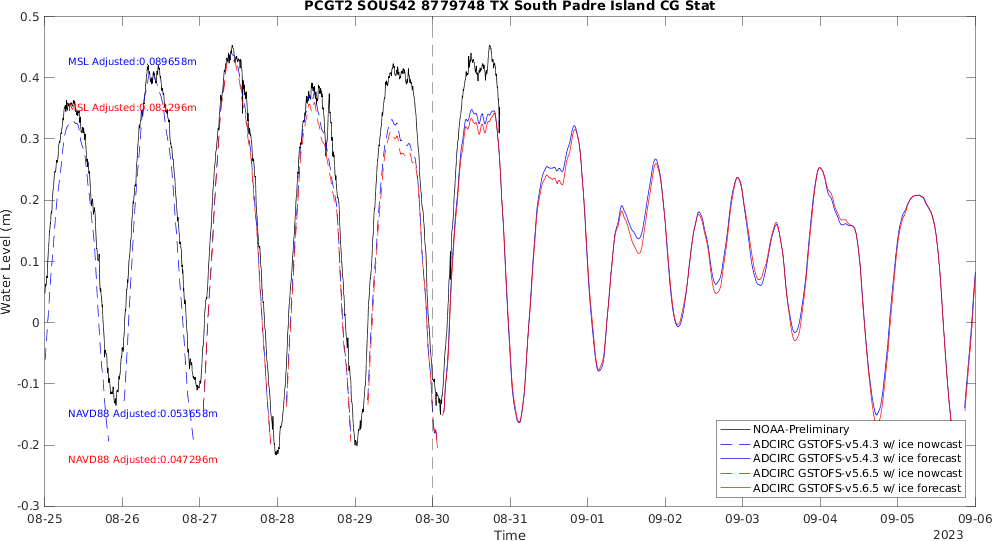 PCGT2 SOUS42 8779748 TX South Padre Island CG Stat
0.5
0.4
0.3
0.2
0.1
0
-0.1
-0.2
-0.3
Water Level (m)
MSL Adjusted:0.089658m
MSL Adjusted:0.083296m
NAVD88 Adjusted:0.053658m
NAVD88 Adjusted:0.047296m
NOAA-Preliminary
ADCIRC GSTOFS-v5.4.3 w/ ice nowcast
ADCIRC GSTOFS-v5.4.3 w/ ice forecast
ADCIRC GSTOFS-v5.6.5 w/ ice nowcast
ADCIRC GSTOFS-v5.6.5 w/ ice forecast
08-25 08-26 08-27 08-28 08-29 08-30 08-31 09-01 09-02 09-03 09-04 09-05 09-06
Time
2023